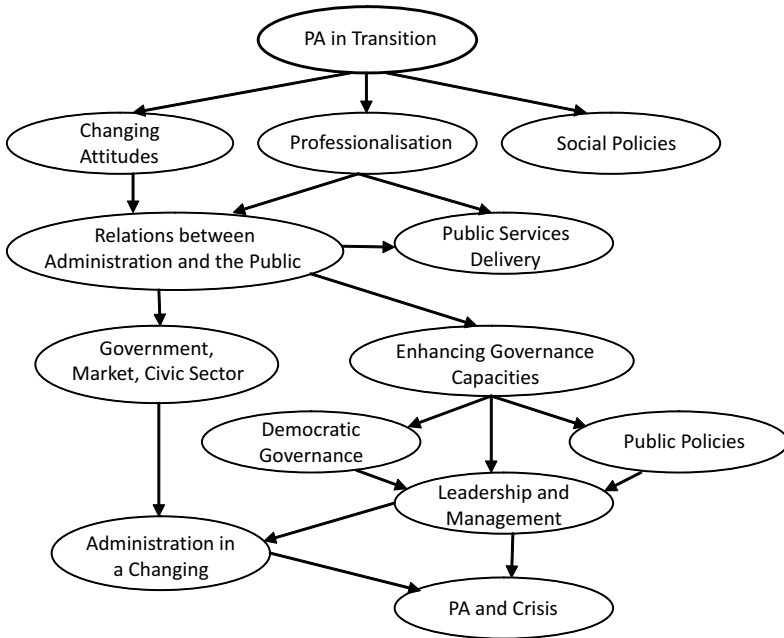 PA in Transition
Changing
Attitudes
Professionalisation
Social Policies
Relations between
Administration and the Public
Public Services
Delivery
Government,
Market, Civic Sector
Enhancing Governance
Capacities
Democratic
Governance
Public Policies
Leadership and
Management
Administration in
a Changing
PA and Crisis